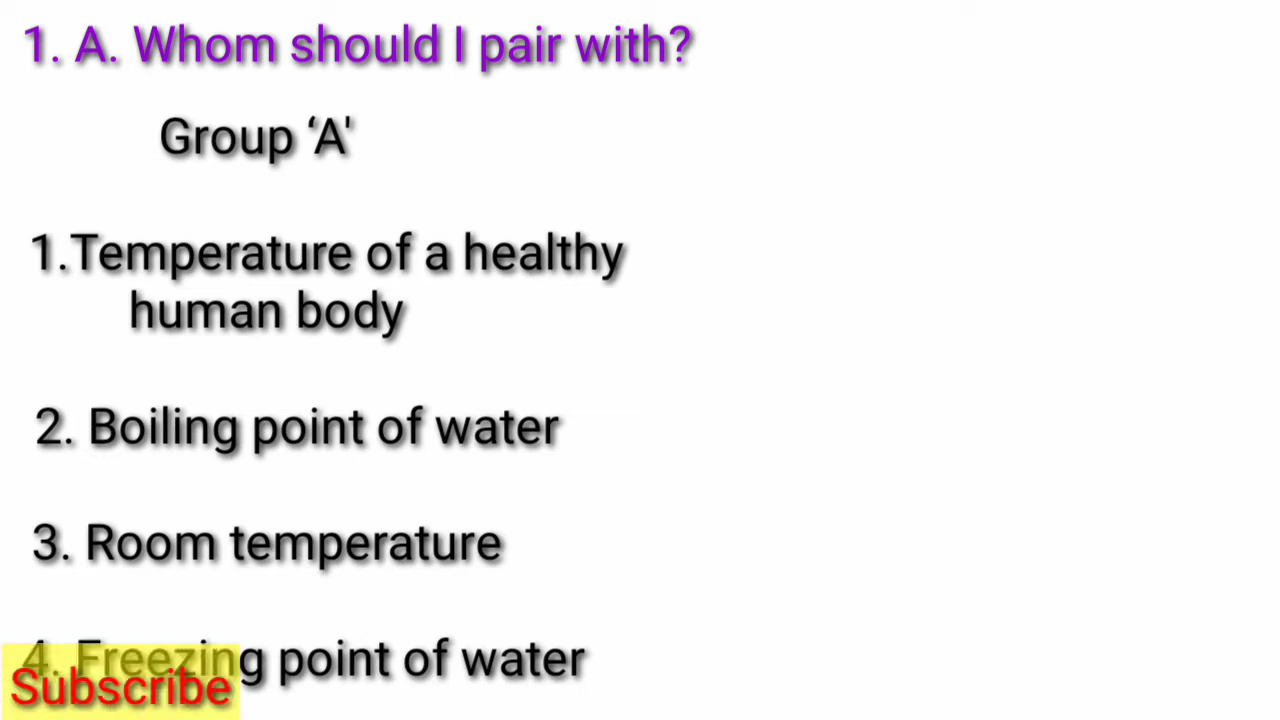 1. A. Whom should I pair with?
Group ‘A'
1.Temperature of a healthy
human body
2. Boiling point of water
3. Room temperature
4. Freezing point of water
Subscribe